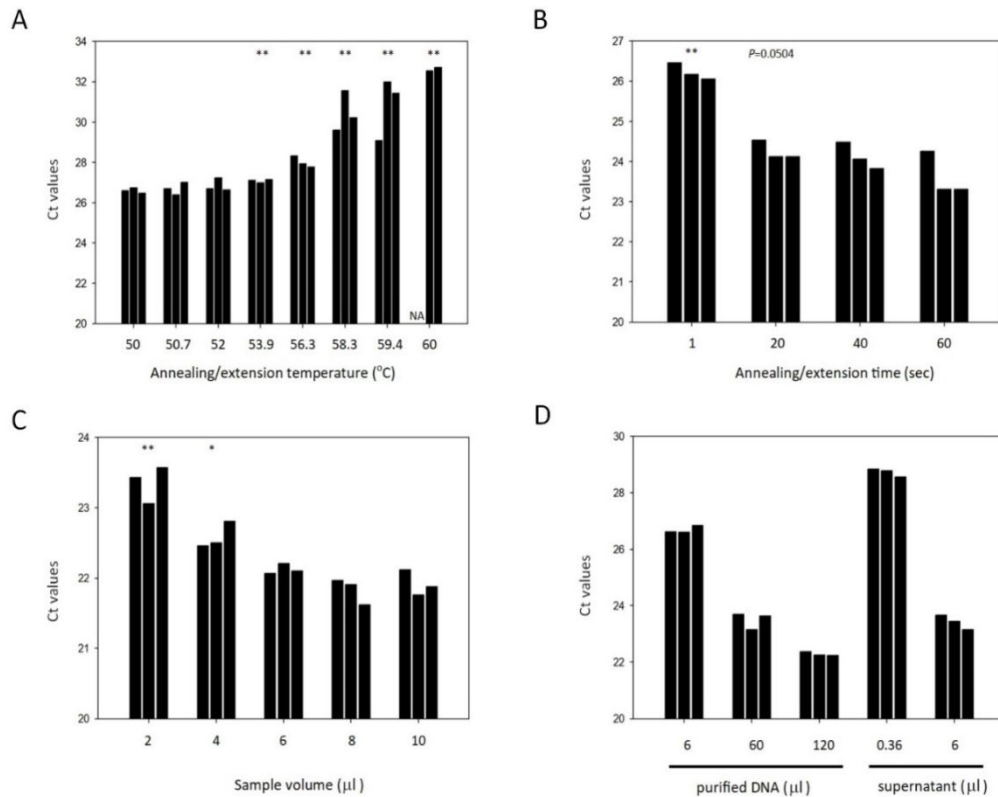 A
34
32
30
28
26
24
22
20
Ct values
** ** ** ** **
NA
50 50.7 52 53.9 56.3 58.3 59.4 60
Annealing/extension temperature (°C)
B
27
26
25
24
23
22
21
20
Ct values
** P=0.0504
1 20 40 60
Annealing/extension time (sec)
C
24
23
22
21
20
Ct values
** *
2 4 6 8 10
Sample volume (μl)
D
30
28
26
24
22
20
Ct values
6 60 120 0.36 6
purified DNA (μl) supernatant (μl)